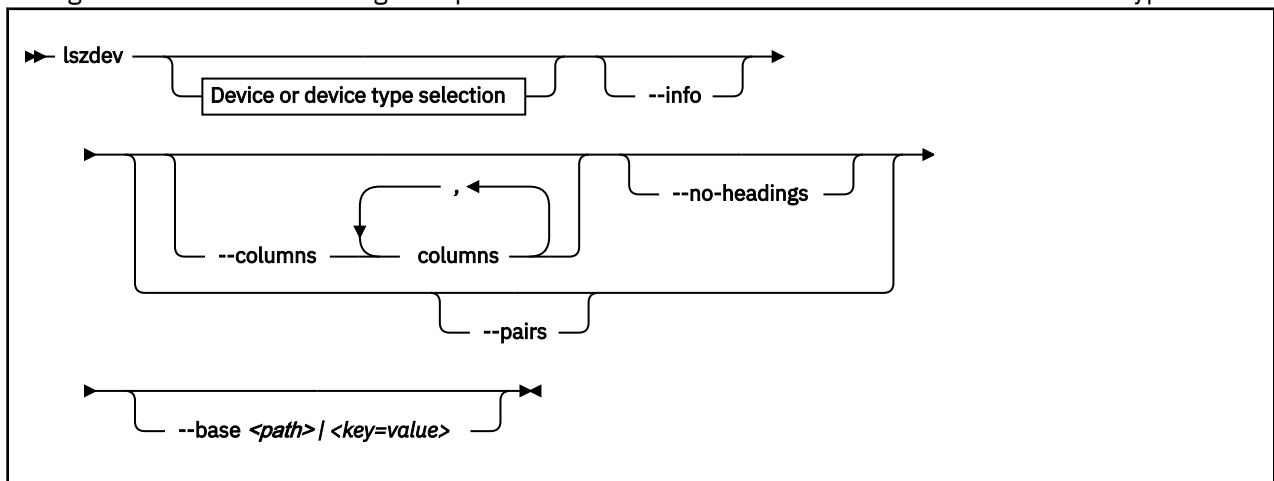 lszdev
Device or device type selection
--info
--no-headings
,
--columns columns
--pairs
--base <path> | <key=value>